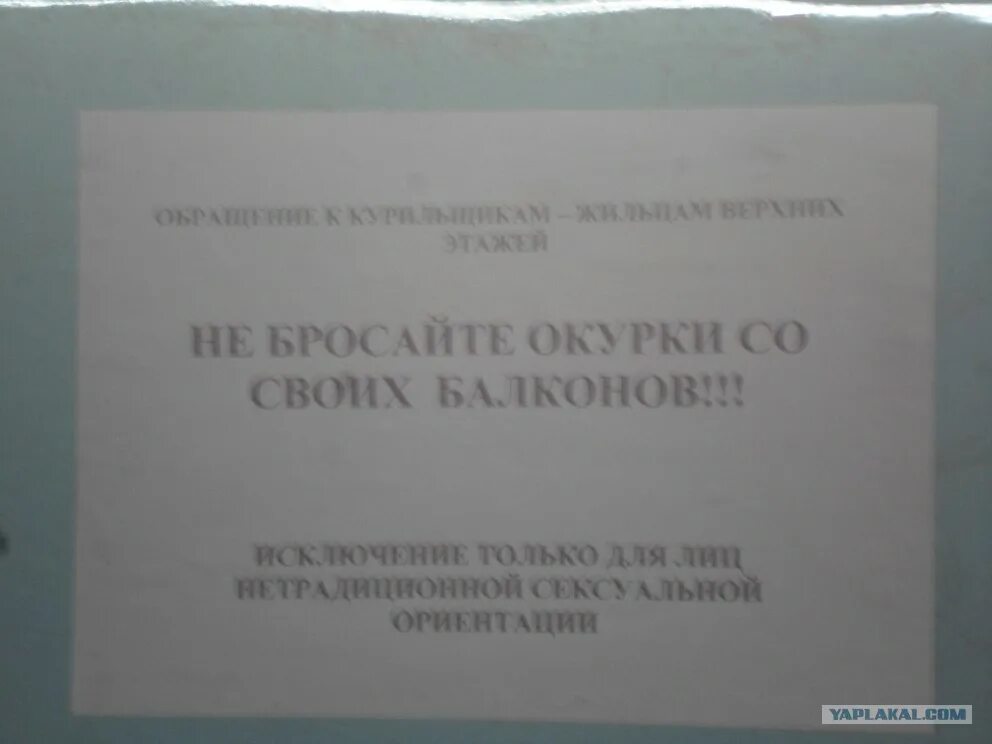 ОБРАЩЕНИЕ К КУРИЛЬЩИКАМ – ЖИЛЬЦАМ ВЕРХНИХ
ЭТАЖЕЙ
НЕ БРОСАЙТЕ ОКУРКИ СО
СВОИХ БАЛКОНОВ!!!
ИСКЛЮЧЕНИЕ ТОЛЬКО ДЛЯ ЛИЦ
НЕТРАДИЦИОННОЙ СЕКСУАЛЬНОЙ
ОРИЕНТАЦИИ
YAPLAKAL.COM